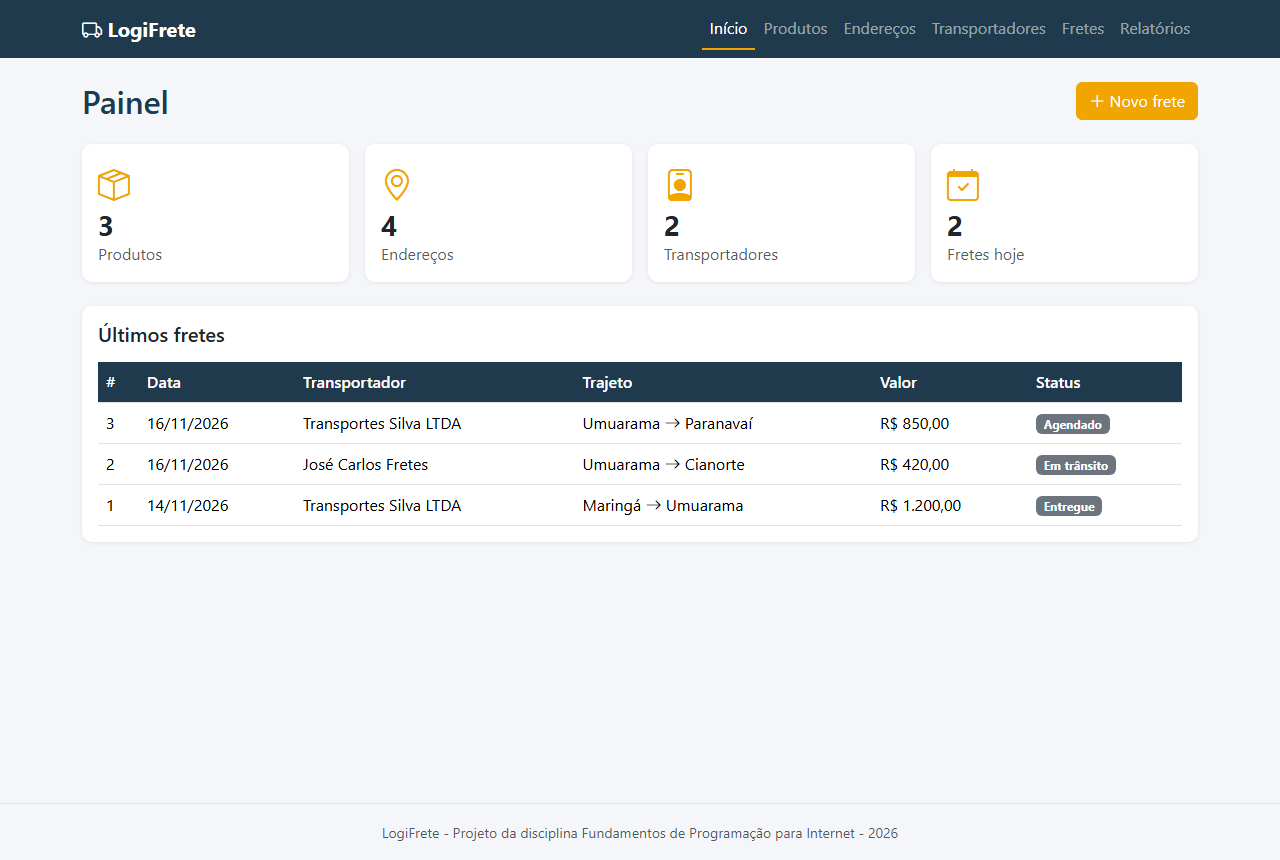 LogiFrete Início Produtos Endereços Transportadores Fretes Relatórios
Painel + Novo frete
3 4 2 2
Produtos Endereços Transportadores Fretes hoje
Últimos fretes
# Data Transportador Trajeto Valor Status
3 16/11/2026 Transportes Silva LTDA Umuarama → Paranavaí R$ 850,00 Agendado
2 16/11/2026 José Carlos Fretes Umuarama → Cianorte R$ 420,00 Em trânsito
1 14/11/2026 Transportes Silva LTDA Maringá → Umuarama R$ 1.200,00 Entregue
LogiFrete - Projeto da disciplina Fundamentos de Programação para Internet - 2026